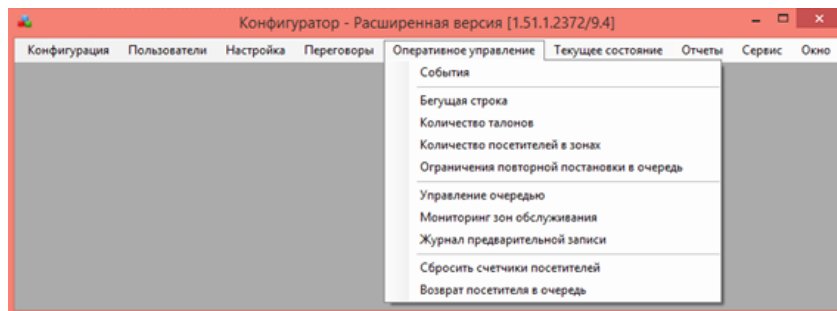 Конфигуратор - Расширенная версия [1.51.1.2372/9.4]
Конфигурация Пользователи Настройка Переговоры Оперативное управление Текущее состояние Отчеты Сервис Окно
События
Бегущая строка
Количество талонов
Количество посетителей в зонах
Ограничения повторной постановки в очередь
Управление очередью
Мониторинг зон обслуживания
Журнал предварительной записи
Сбросить счетчики посетителей
Возврат посетителя в очередь